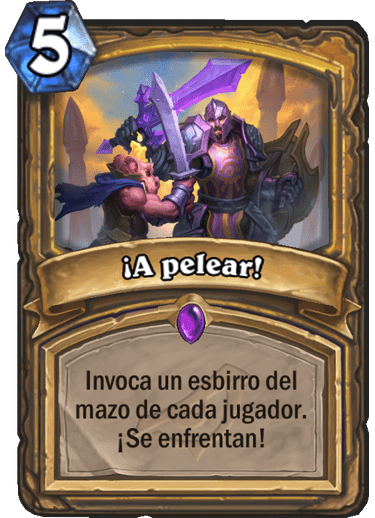 5
¡A pelear!
Invoca un esbirro del
mazo de cada jugador.
¡Se enfrentan!